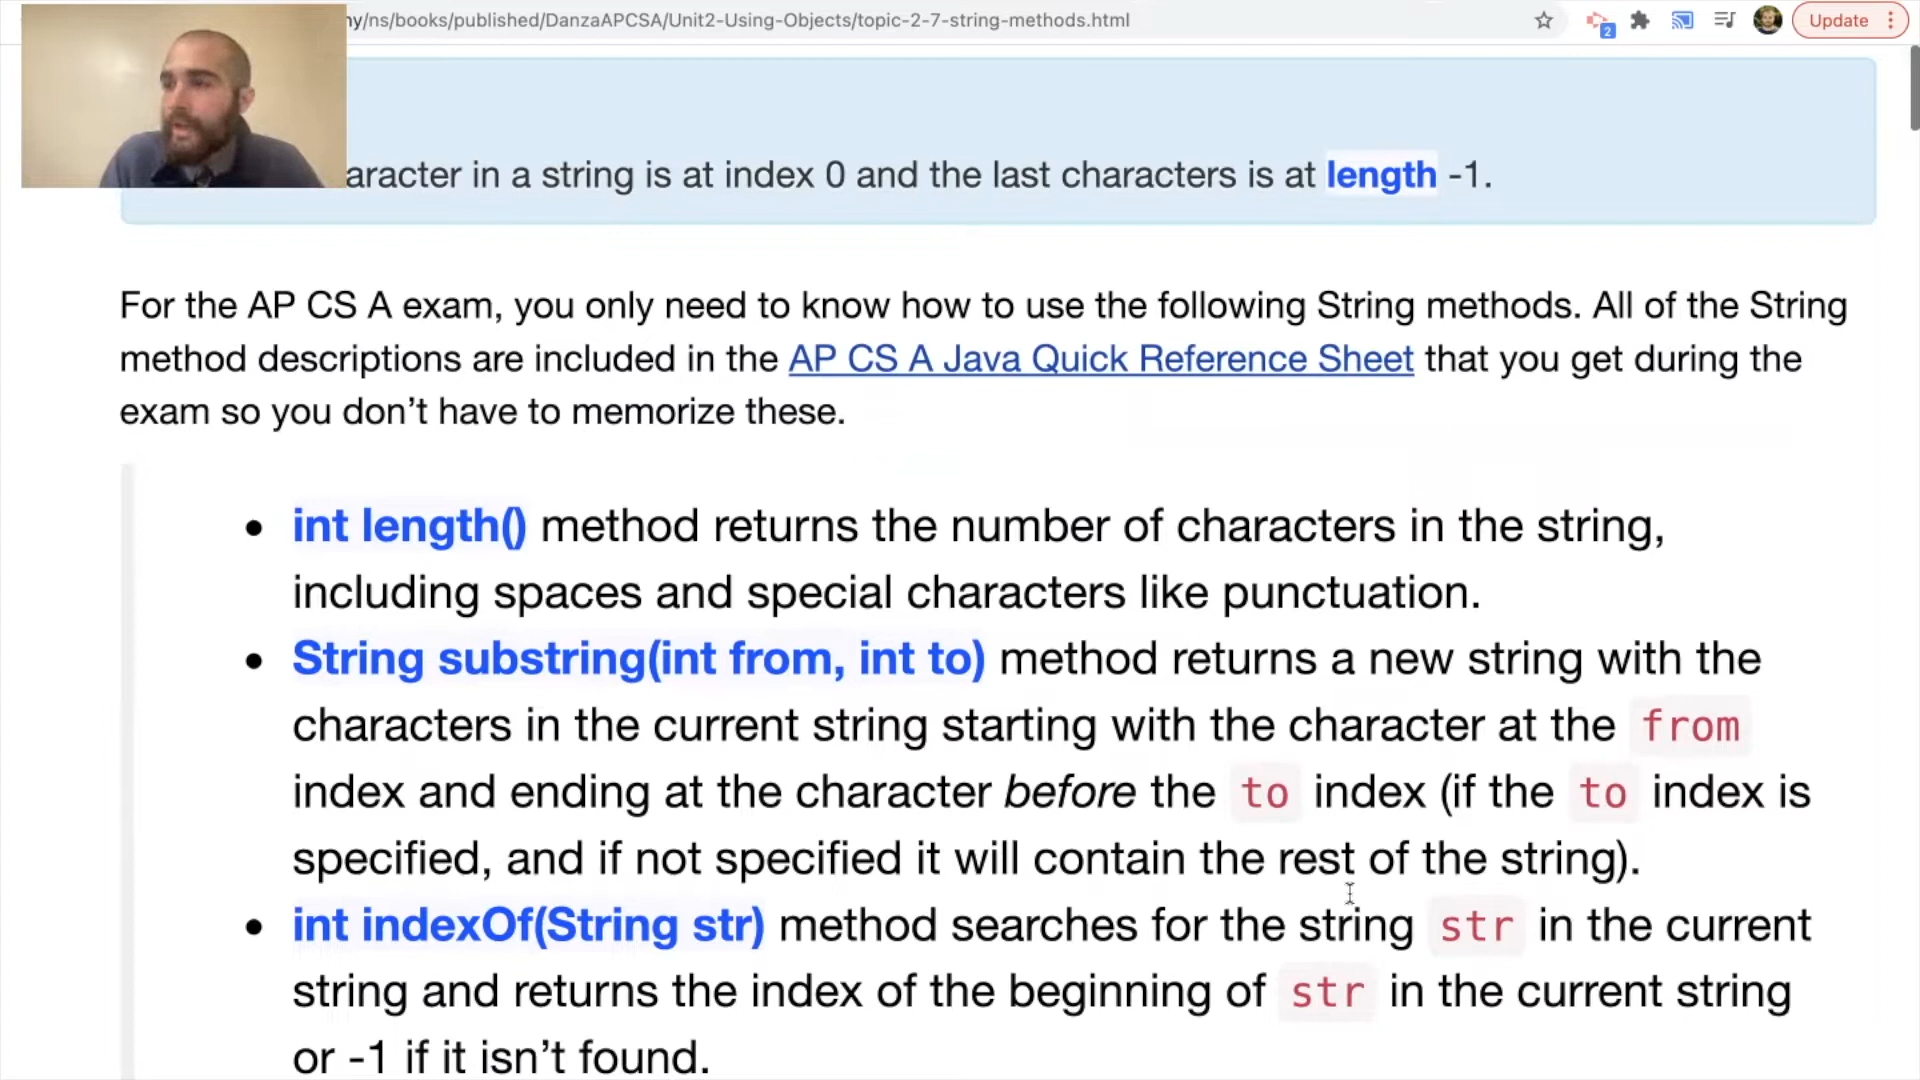 ny/ns/books/published/DanzaAPCSA/Unit2-Using-Objects/topic-2-7-string-methods.html
2
Update
aracter in a string is at index 0 and the last characters is at length -1.
For the AP CS A exam, you only need to know how to use the following String methods. All of the String
method descriptions are included in the AP CS A Java Quick Reference Sheet that you get during the
exam so you don’t have to memorize these.
int length() method returns the number of characters in the string,
including spaces and special characters like punctuation.
String substring(int from, int to) method returns a new string with the
characters in the current string starting with the character at the from
index and ending at the character before the to index (if the to index is
specified, and if not specified it will contain the rest of the string).
int indexOf(String str) method searches for the string str in the current
string and returns the index of the beginning of str in the current string
or -1 if it isn’t found.